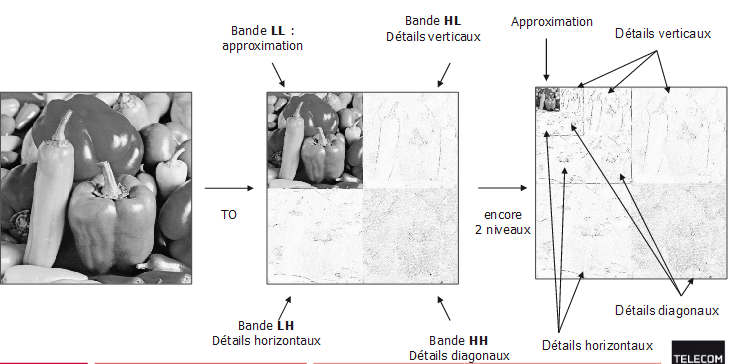 Bande LL :
approximation
Bande HL
Détails verticaux
Approximation
Détails verticaux
TO
encore
2 niveaux
Bande LH
Détails horizontaux
Bande HH
Détails diagonaux
Détails horizontaux
Détails diagonaux
TELECOM